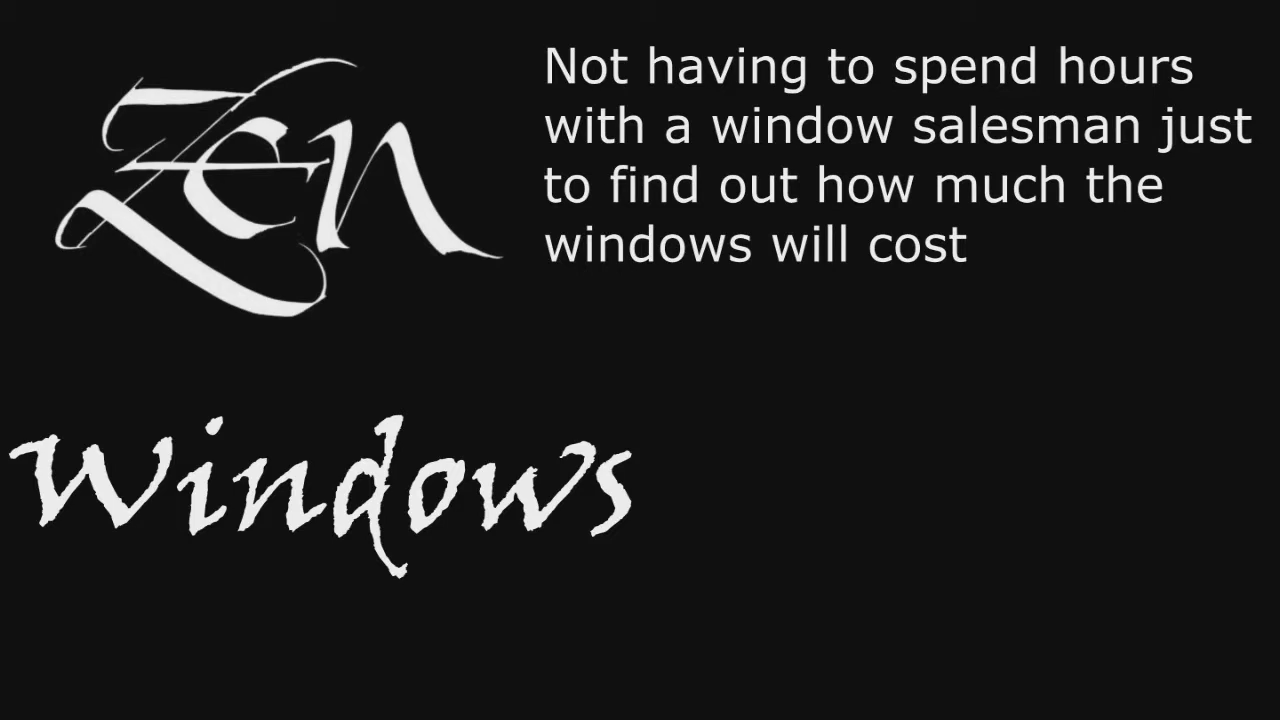 Zen
Not having to spend hours
with a window salesman just
to find out how much the
windows will cost
Windows